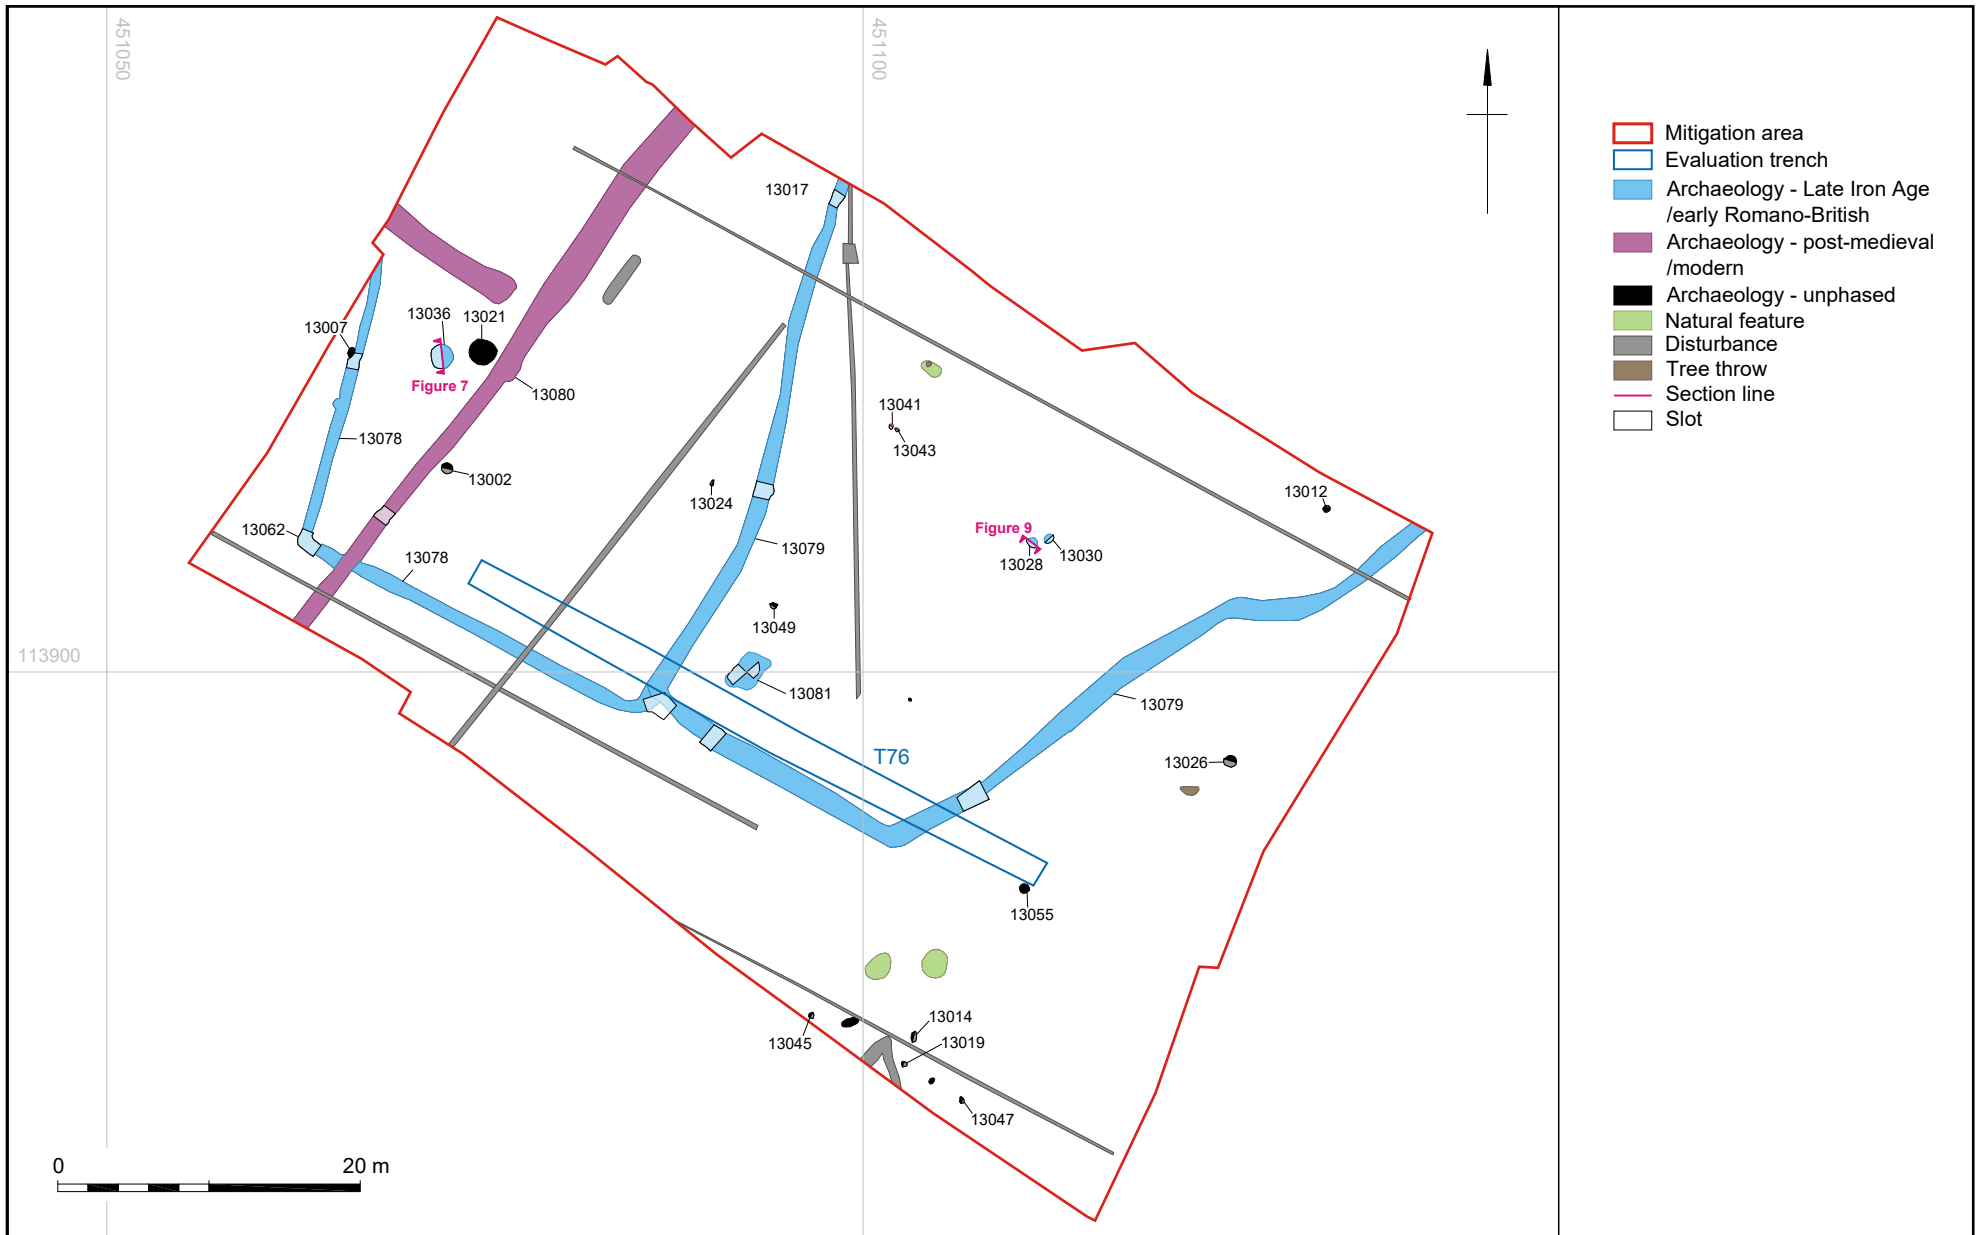 451050
451100
13017
13007
13036
13021
Figure 7
13080
13078
13041
13043
13002
13024
13012
13062
13078
13079
Figure 9
13028
13030
13049
113900
13081
13079
T76
13026
13055
13014
13045
13019
13047
0
20 m
Mitigation area
Evaluation trench
Archaeology - Late Iron Age
/early Romano-British
Archaeology - post-medieval
/modern
Archaeology - unphased
Natural feature
Disturbance
Tree throw
Section line
Slot